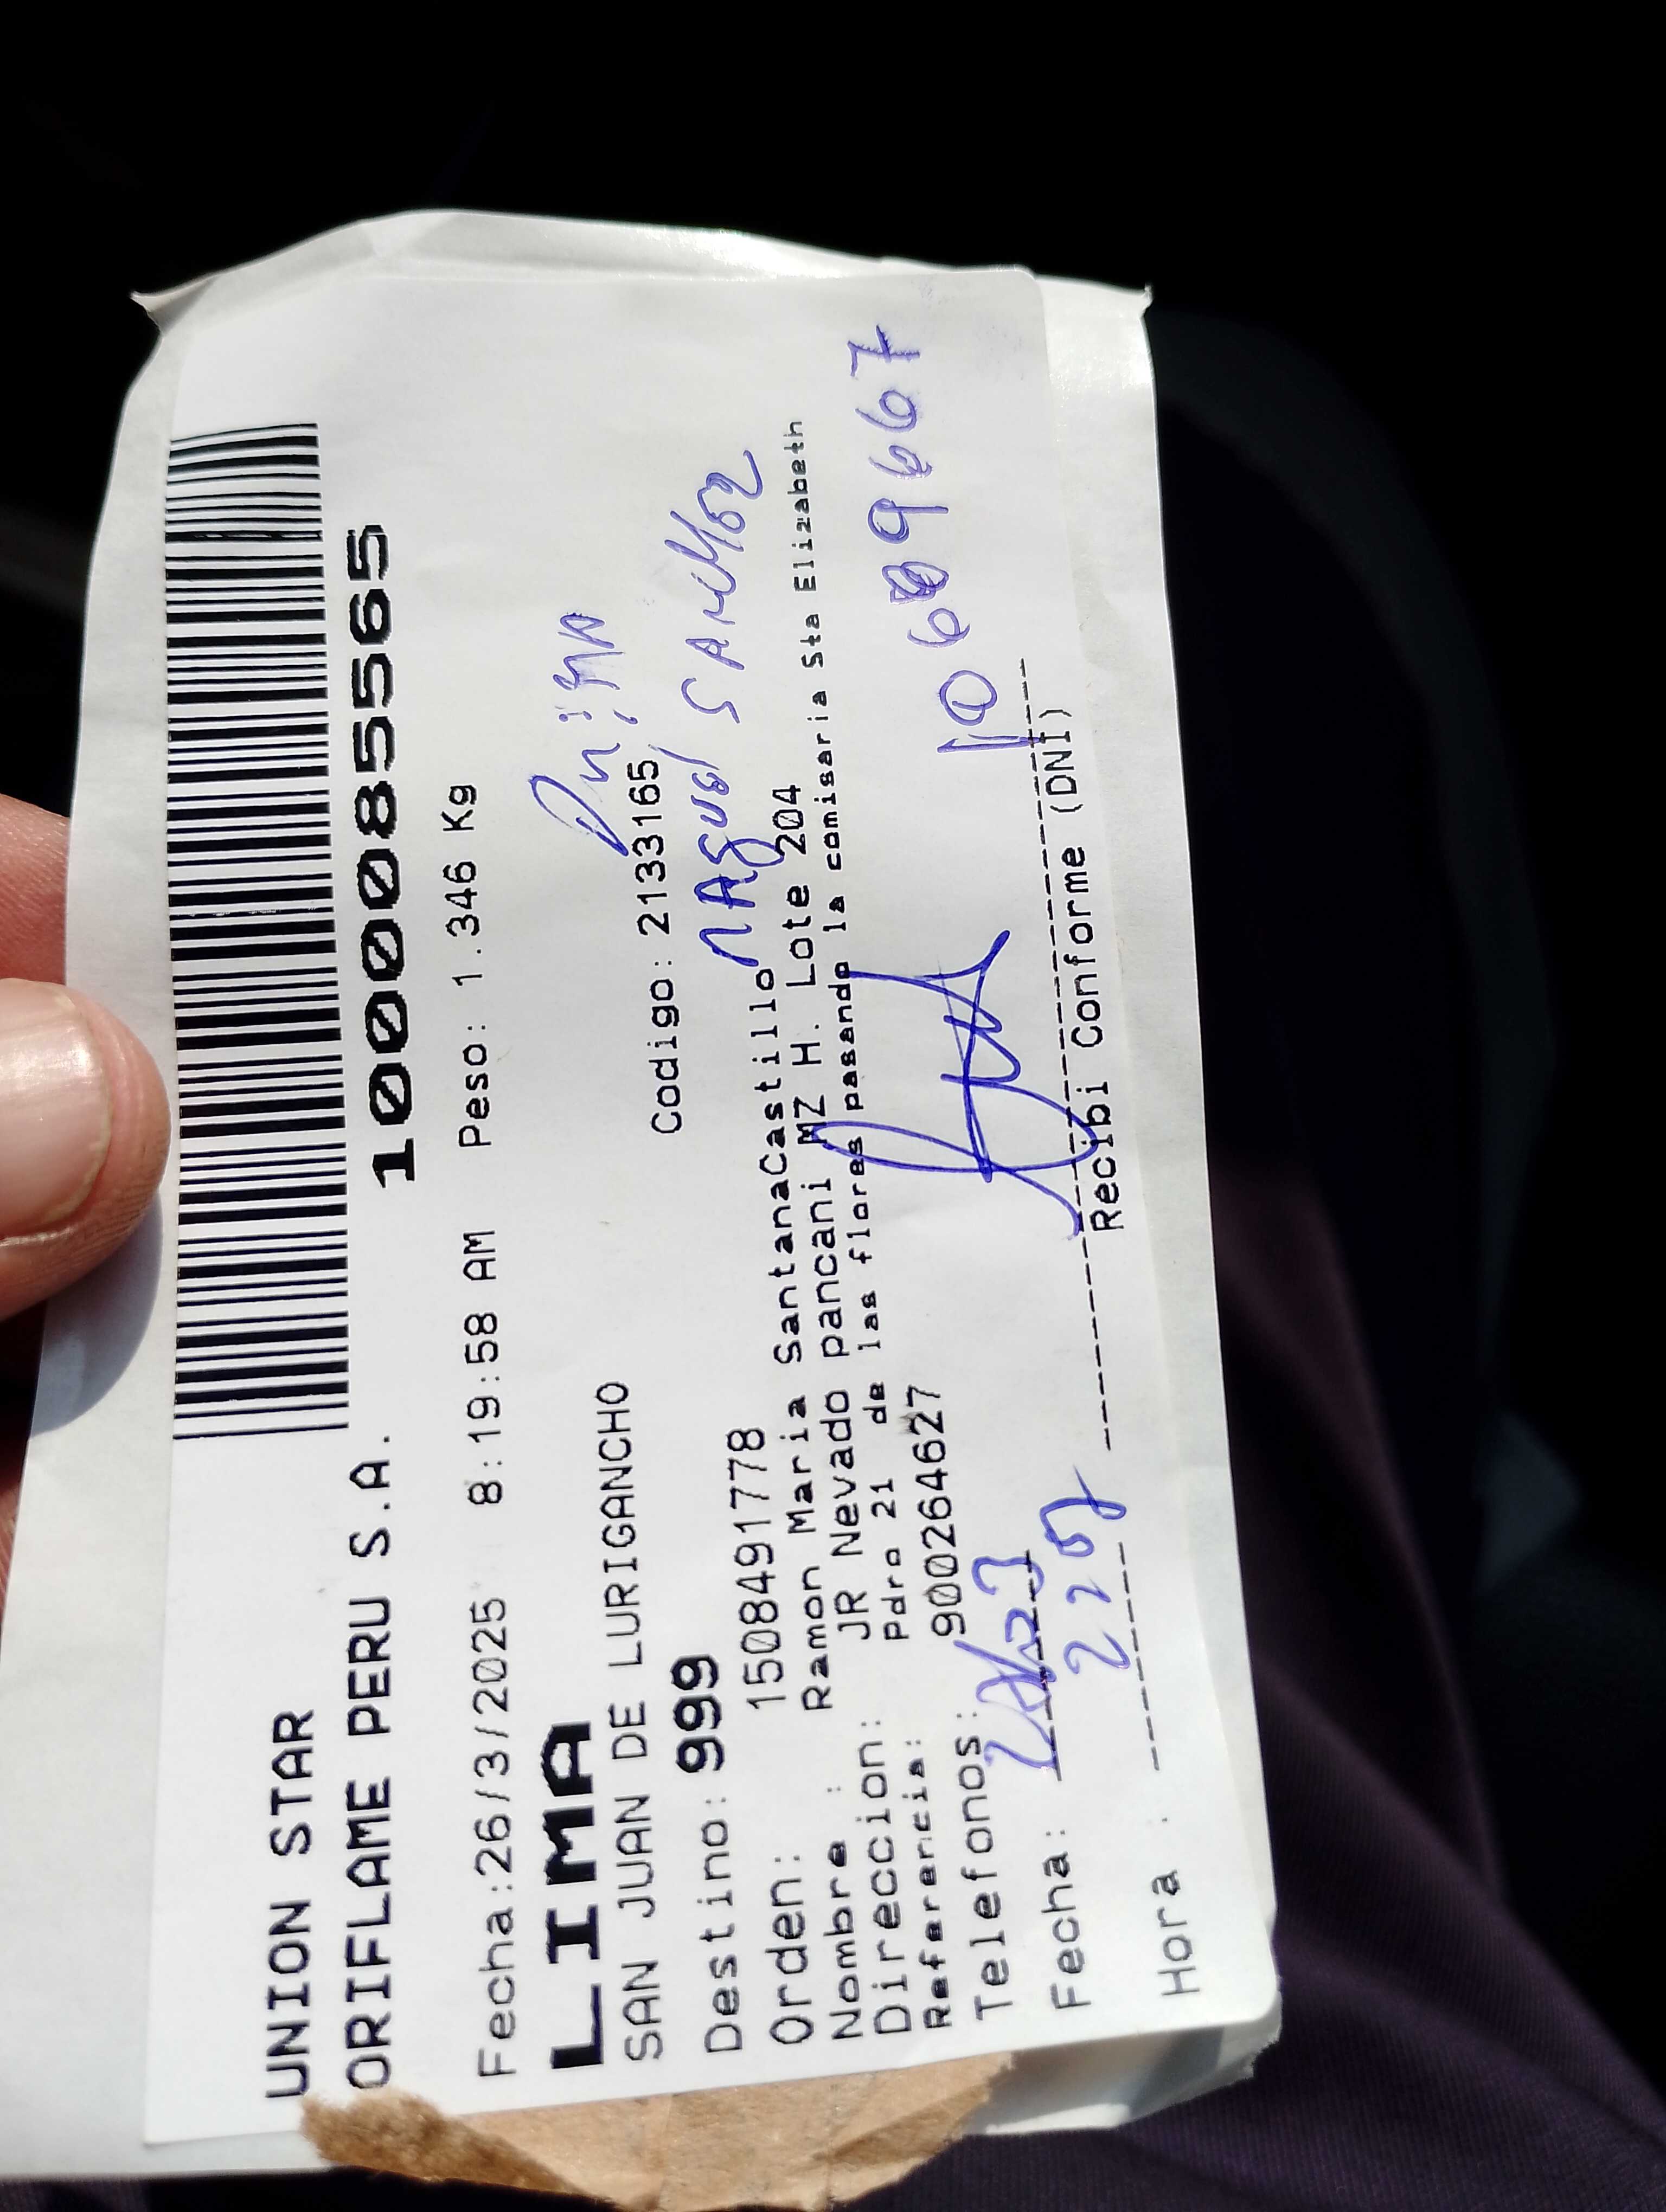 UNION STAR
ORIFLAME PERU S.A.
1000085565
Fecha:26/3/2025 8:19:58 AM Peso: 1.346 Kg
LIMA
SAN JUAN DE LURIGANCHO
Destino: 999 Codigo: 2133165
Orden: 1508491778
Nombre : Ramon Maria SantanaCastillo
Direccion: JR Nevado pancani MZ H. Lote 204
Referencia: Pdro 21 de las flores pasando la comisaria Sta Elizabeth
Telefonos: 900264627
Fecha:
Hora :
Recibi Conforme (DNI)